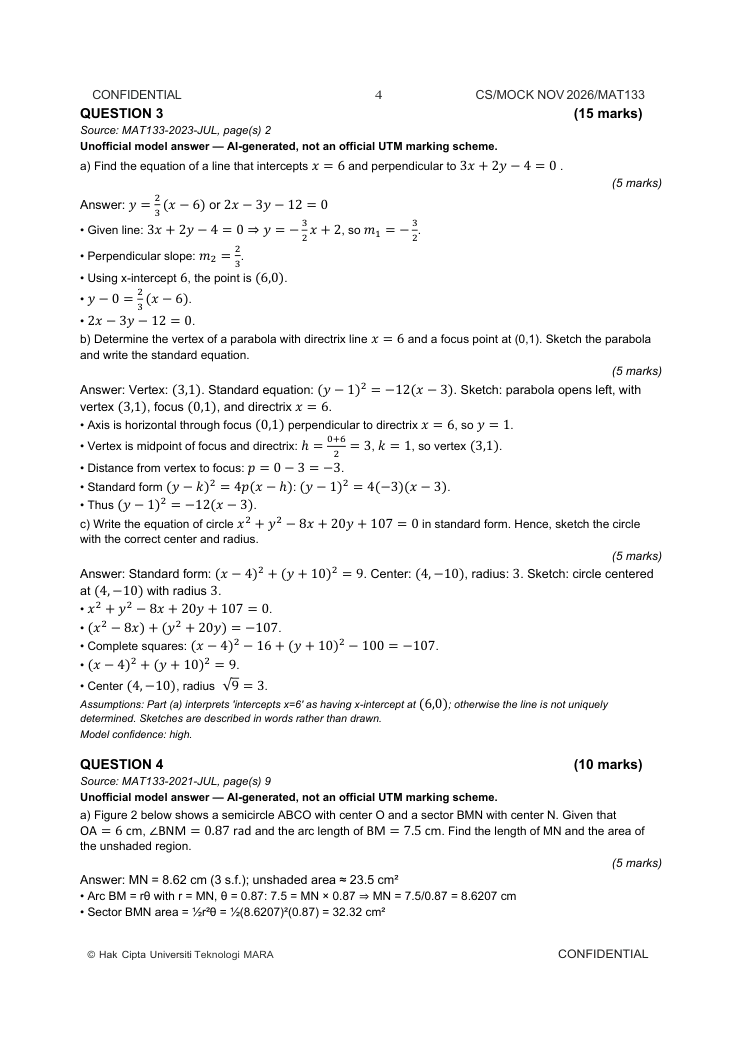 CONFIDENTIAL 4 CS/MOCK NOV 2026/MAT133
QUESTION 3 (15 marks)
Source: MAT133-2023-JUL, page(s) 2
Unofficial model answer — AI-generated, not an official UTM marking scheme.
a) Find the equation of a line that intercepts x = 6 and perpendicular to 3x + 2y − 4 = 0 .
(5 marks)
Answer: y = 2/3 (x − 6) or 2x − 3y − 12 = 0
• Given line: 3x + 2y − 4 = 0 ⇒ y = − 3/2 x + 2, so m₁ = − 3/2.
• Perpendicular slope: m₂ = 2/3.
• Using x-intercept 6, the point is (6,0).
• y − 0 = 2/3 (x − 6).
• 2x − 3y − 12 = 0.
b) Determine the vertex of a parabola with directrix line x = 6 and a focus point at (0,1). Sketch the parabola
and write the standard equation.
(5 marks)
Answer: Vertex: (3,1). Standard equation: (y − 1)² = −12(x − 3). Sketch: parabola opens left, with
vertex (3,1), focus (0,1), and directrix x = 6.
• Axis is horizontal through focus (0,1) perpendicular to directrix x = 6, so y = 1.
• Vertex is midpoint of focus and directrix: h = (0+6)/2 = 3, k = 1, so vertex (3,1).
• Distance from vertex to focus: p = 0 − 3 = −3.
• Standard form (y − k)² = 4p(x − h): (y − 1)² = 4(−3)(x − 3).
• Thus (y − 1)² = −12(x − 3).
c) Write the equation of circle x² + y² − 8x + 20y + 107 = 0 in standard form. Hence, sketch the circle
with the correct center and radius.
(5 marks)
Answer: Standard form: (x − 4)² + (y + 10)² = 9. Center: (4, −10), radius: 3. Sketch: circle centered
at (4, −10) with radius 3.
• x² + y² − 8x + 20y + 107 = 0.
• (x² − 8x) + (y² + 20y) = −107.
• Complete squares: (x − 4)² − 16 + (y + 10)² − 100 = −107.
• (x − 4)² + (y + 10)² = 9.
• Center (4, −10), radius √9 = 3.
Assumptions: Part (a) interprets 'intercepts x=6' as having x-intercept at (6,0); otherwise the line is not uniquely
determined. Sketches are described in words rather than drawn.
Model confidence: high.
QUESTION 4 (10 marks)
Source: MAT133-2021-JUL, page(s) 9
Unofficial model answer — AI-generated, not an official UTM marking scheme.
a) Figure 2 below shows a semicircle ABCO with center O and a sector BMN with center N. Given that
OA = 6 cm, ∠BNM = 0.87 rad and the arc length of BM = 7.5 cm. Find the length of MN and the area of
the unshaded region.
(5 marks)
Answer: MN = 8.62 cm (3 s.f.); unshaded area ≈ 23.5 cm²
• Arc BM = rθ with r = MN, θ = 0.87: 7.5 = MN × 0.87 ⇒ MN = 7.5/0.87 = 8.6207 cm
• Sector BMN area = ½r²θ = ½(8.6207)²(0.87) = 32.32 cm²
© Hak Cipta Universiti Teknologi MARA CONFIDENTIAL